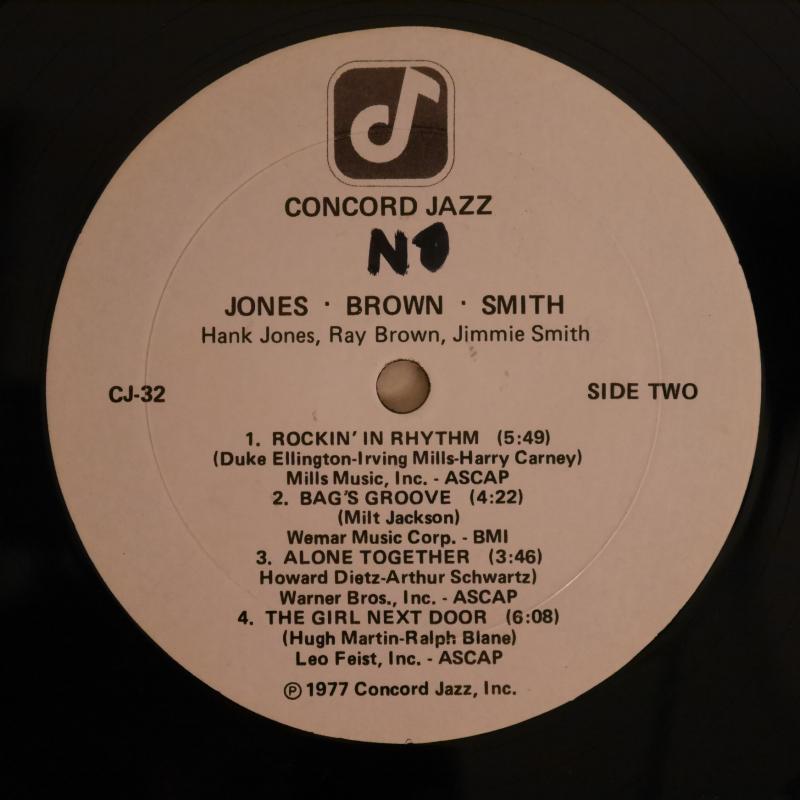 CONCORD JAZZ
NO
JONES · BROWN · SMITH
Hank Jones, Ray Brown, Jimmie Smith
CJ-32
SIDE TWO
1. ROCKIN' IN RHYTHM (5:49)
(Duke Ellington-Irving Mills-Harry Carney)
Mills Music, Inc. - ASCAP
2. BAG'S GROOVE (4:22)
(Milt Jackson)
Wemar Music Corp. - BMI
3. ALONE TOGETHER (3:46)
Howard Dietz-Arthur Schwartz)
Warner Bros., Inc. - ASCAP
4. THE GIRL NEXT DOOR (6:08)
(Hugh Martin-Ralph Blane)
Leo Feist, Inc. - ASCAP
℗ 1977 Concord Jazz, Inc.